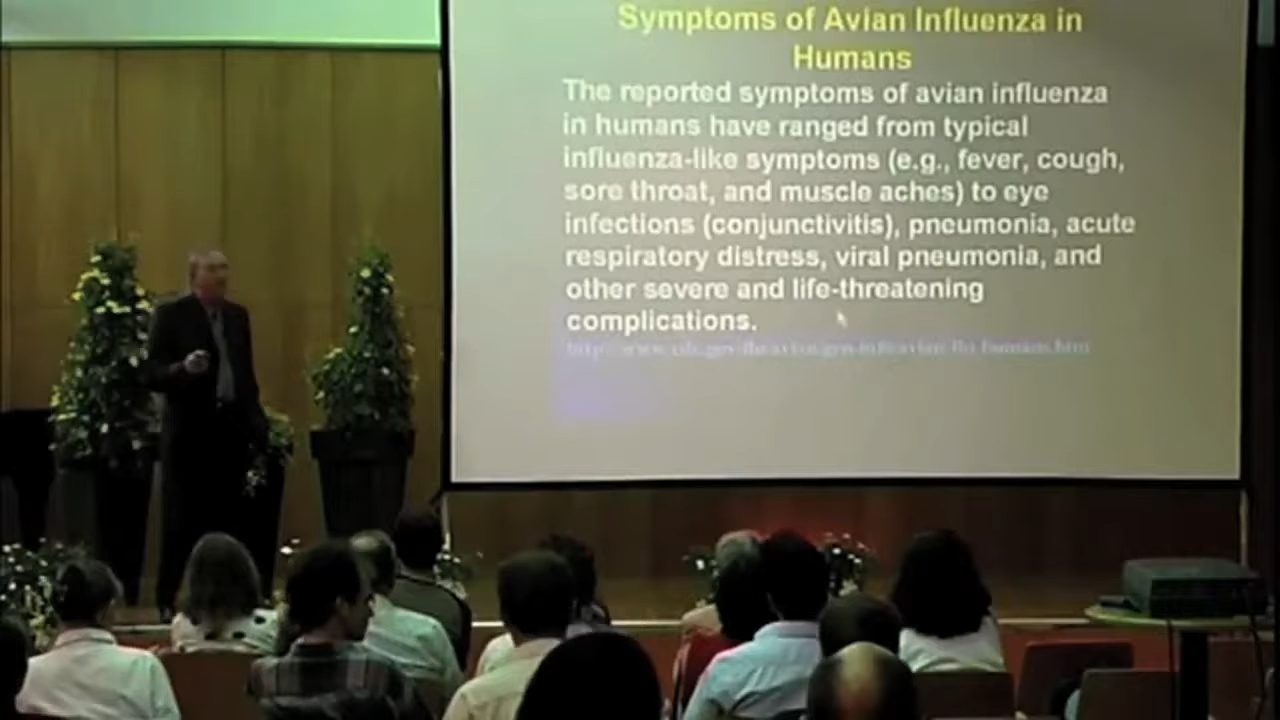 Symptoms of Avian Influenza in
Humans
The reported symptoms of avian influenza
in humans have ranged from typical
influenza-like symptoms (e.g., fever, cough,
sore throat, and muscle aches) to eye
infections (conjunctivitis), pneumonia, acute
respiratory distress, viral pneumonia, and
other severe and life-threatening
complications.